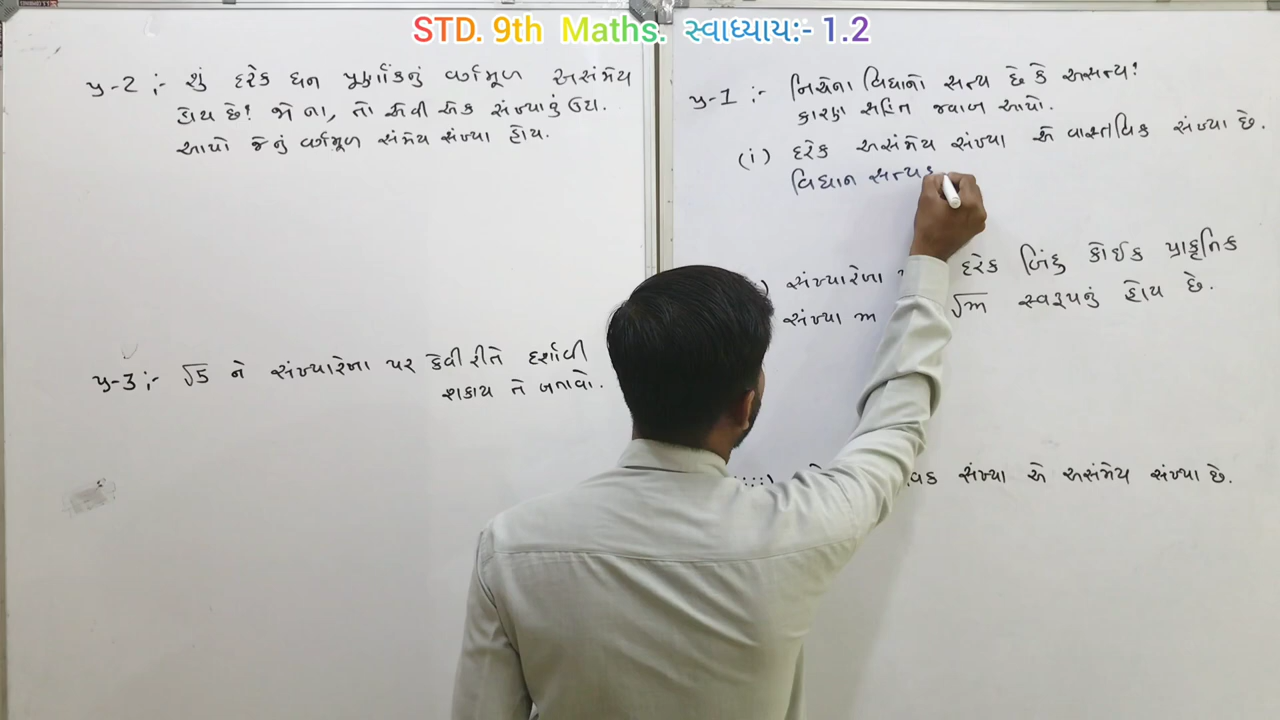 STD. 9th Maths. સ્વાધ્યાય:- 1.2
પ્ર-2 :- શું દરેક ધન પૂર્ણાંકનું વર્ગમૂળ અસંમેય
હોય છે? જો ના, તો એવી એક સંખ્યાનું ઉદા.
આપો જેનું વર્ગમૂળ સંમેય સંખ્યા હોય.
પ્ર-3 :- √5 ને સંખ્યારેખા પર કેવી રીતે દર્શાવી
શકાય તે બતાવો.
પ્ર-1 :- નિચેના વિધાનો સત્ય છે કે અસત્ય?
કારણ સહિત જવાબ આપો.
(i) દરેક અસંમેય સંખ્યા એ વાસ્તવિક સંખ્યા છે.
વિધાન સત્ય
સંખ્યારેખા દરેક બિંદુ કોઈક પ્રાકૃતિક
સંખ્યા m √m સ્વરૂપનું હોય છે.
સંખ્યા એ અસંમેય સંખ્યા છે.